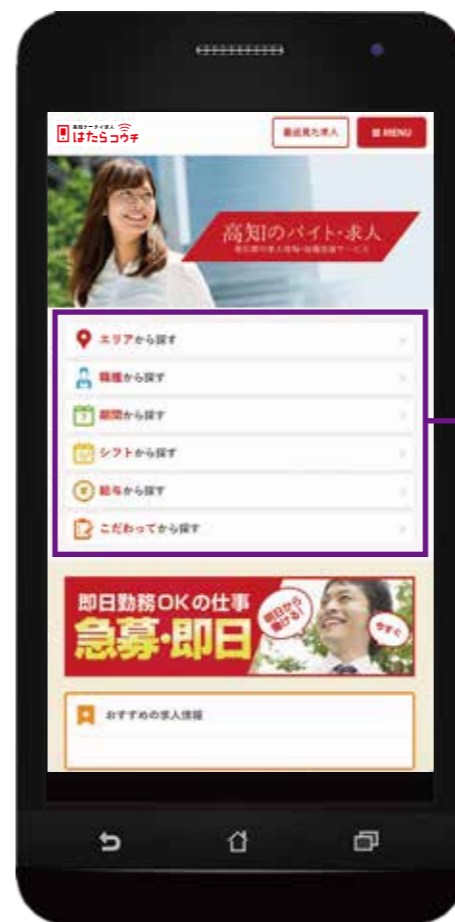 高知ケータイ求人
はたらコウチ
最近見た求人
MENU
高知のバイト・求人
エリアから探す
職種から探す
期間から探す
シフトから探す
給与から探す
こだわってから探す
即日勤務OKの仕事
明日から
働ける!
急募・即日
今すぐ
おすすめの求人情報